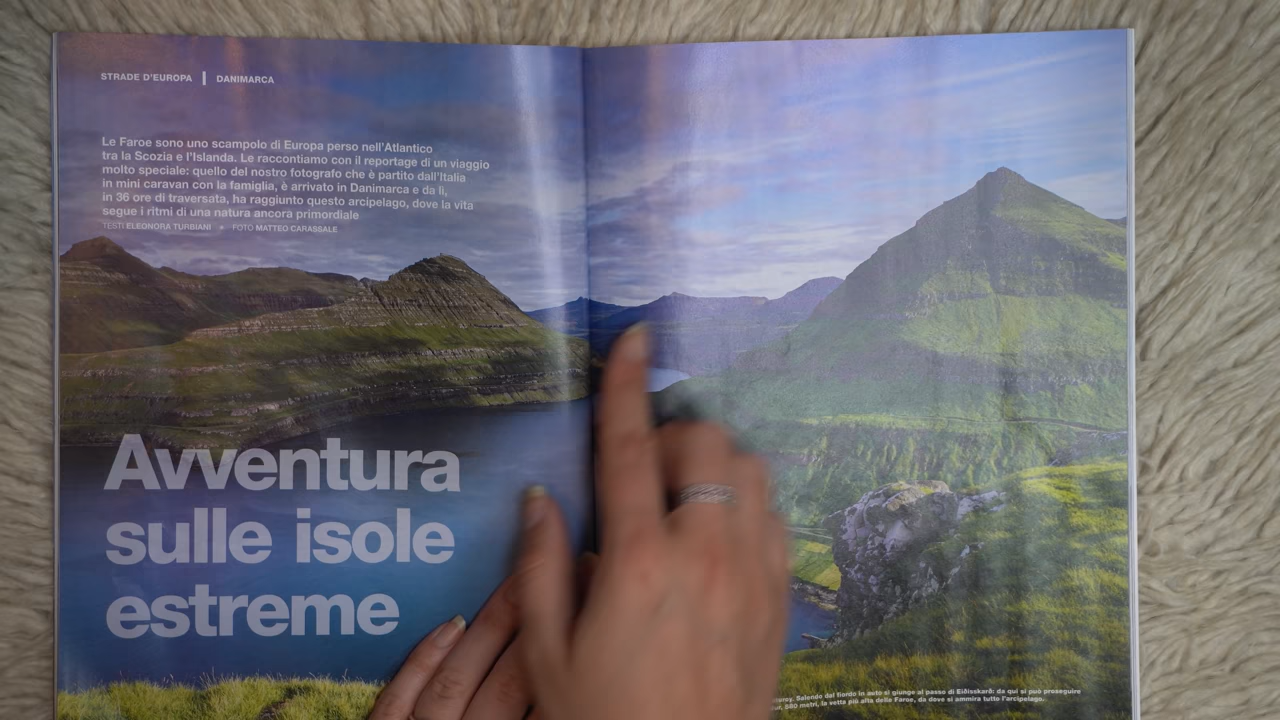 STRADE D'EUROPA | DANIMARCA
Le Faroe sono uno scampolo di Europa perso nell'Atlantico
tra la Scozia e l'Islanda. Le raccontiamo con il reportage di un viaggio
molto speciale: quello del nostro fotografo che è partito dall'Italia
in mini caravan con la famiglia, è arrivato in Danimarca e da lì,
in 36 ore di traversata, ha raggiunto questo arcipelago, dove la vita
segue i ritmi di una natura ancora primordiale
TESTI ELEONORA TURBIANI • FOTO MATTEO CARASSALE
Avventura
sulle isole
estreme
Salendo dal fiordo in auto si giunge al passo di Eiðisskarð: da qui si può proseguire
880 metri, la vetta più alta delle Faroe, da dove si ammira tutto l'arcipelago.